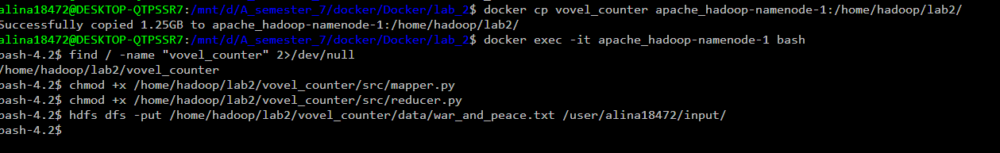 alina18472@DESKTOP-QTPSSR7:/mnt/d/A_semester_7/docker/Docker/lab_2$ docker cp vovel_counter apache_hadoop-namenode-1:/home/hadoop/lab2/
Successfully copied 1.25GB to apache_hadoop-namenode-1:/home/hadoop/lab2/
alina18472@DESKTOP-QTPSSR7:/mnt/d/A_semester_7/docker/Docker/lab_2$ docker exec -it apache_hadoop-namenode-1 bash
bash-4.2$ find / -name "vovel_counter" 2>/dev/null
/home/hadoop/lab2/vovel_counter
bash-4.2$ chmod +x /home/hadoop/lab2/vovel_counter/src/mapper.py
bash-4.2$ chmod +x /home/hadoop/lab2/vovel_counter/src/reducer.py
bash-4.2$ hdfs dfs -put /home/hadoop/lab2/vovel_counter/data/war_and_peace.txt /user/alina18472/input/
bash-4.2$